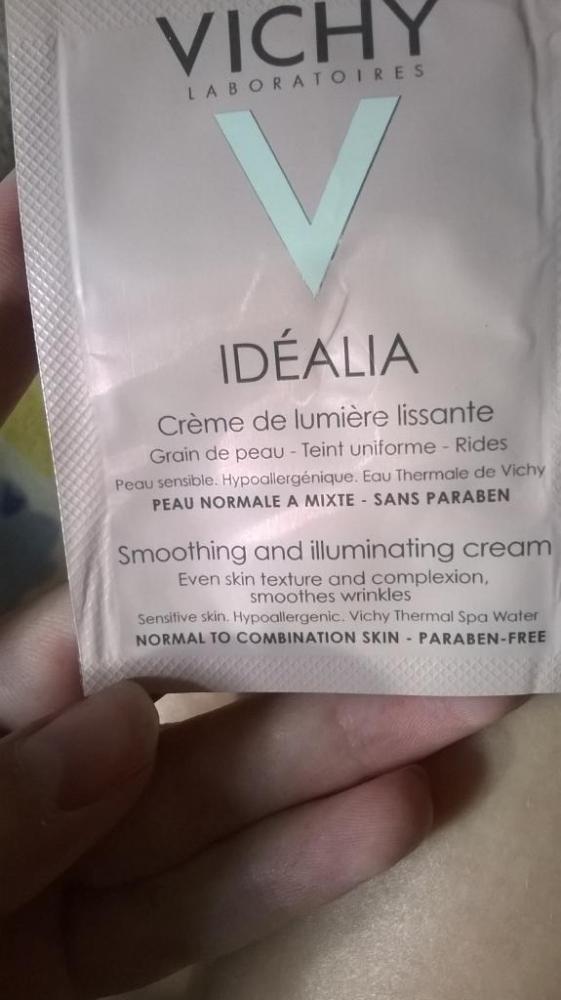 VICHY
LABORATOIRES
V
IDÉALIA
Crème de lumière lissante
Grain de peau - Teint uniforme - Rides
Peau sensible. Hypoallergénique. Eau Thermale de Vichy
PEAU NORMALE A MIXTE - SANS PARABEN
Smoothing and illuminating cream
Even skin texture and complexion,
smoothes wrinkles
Sensitive skin. Hypoallergenic. Vichy Thermal Spa Water
NORMAL TO COMBINATION SKIN - PARABEN-FREE